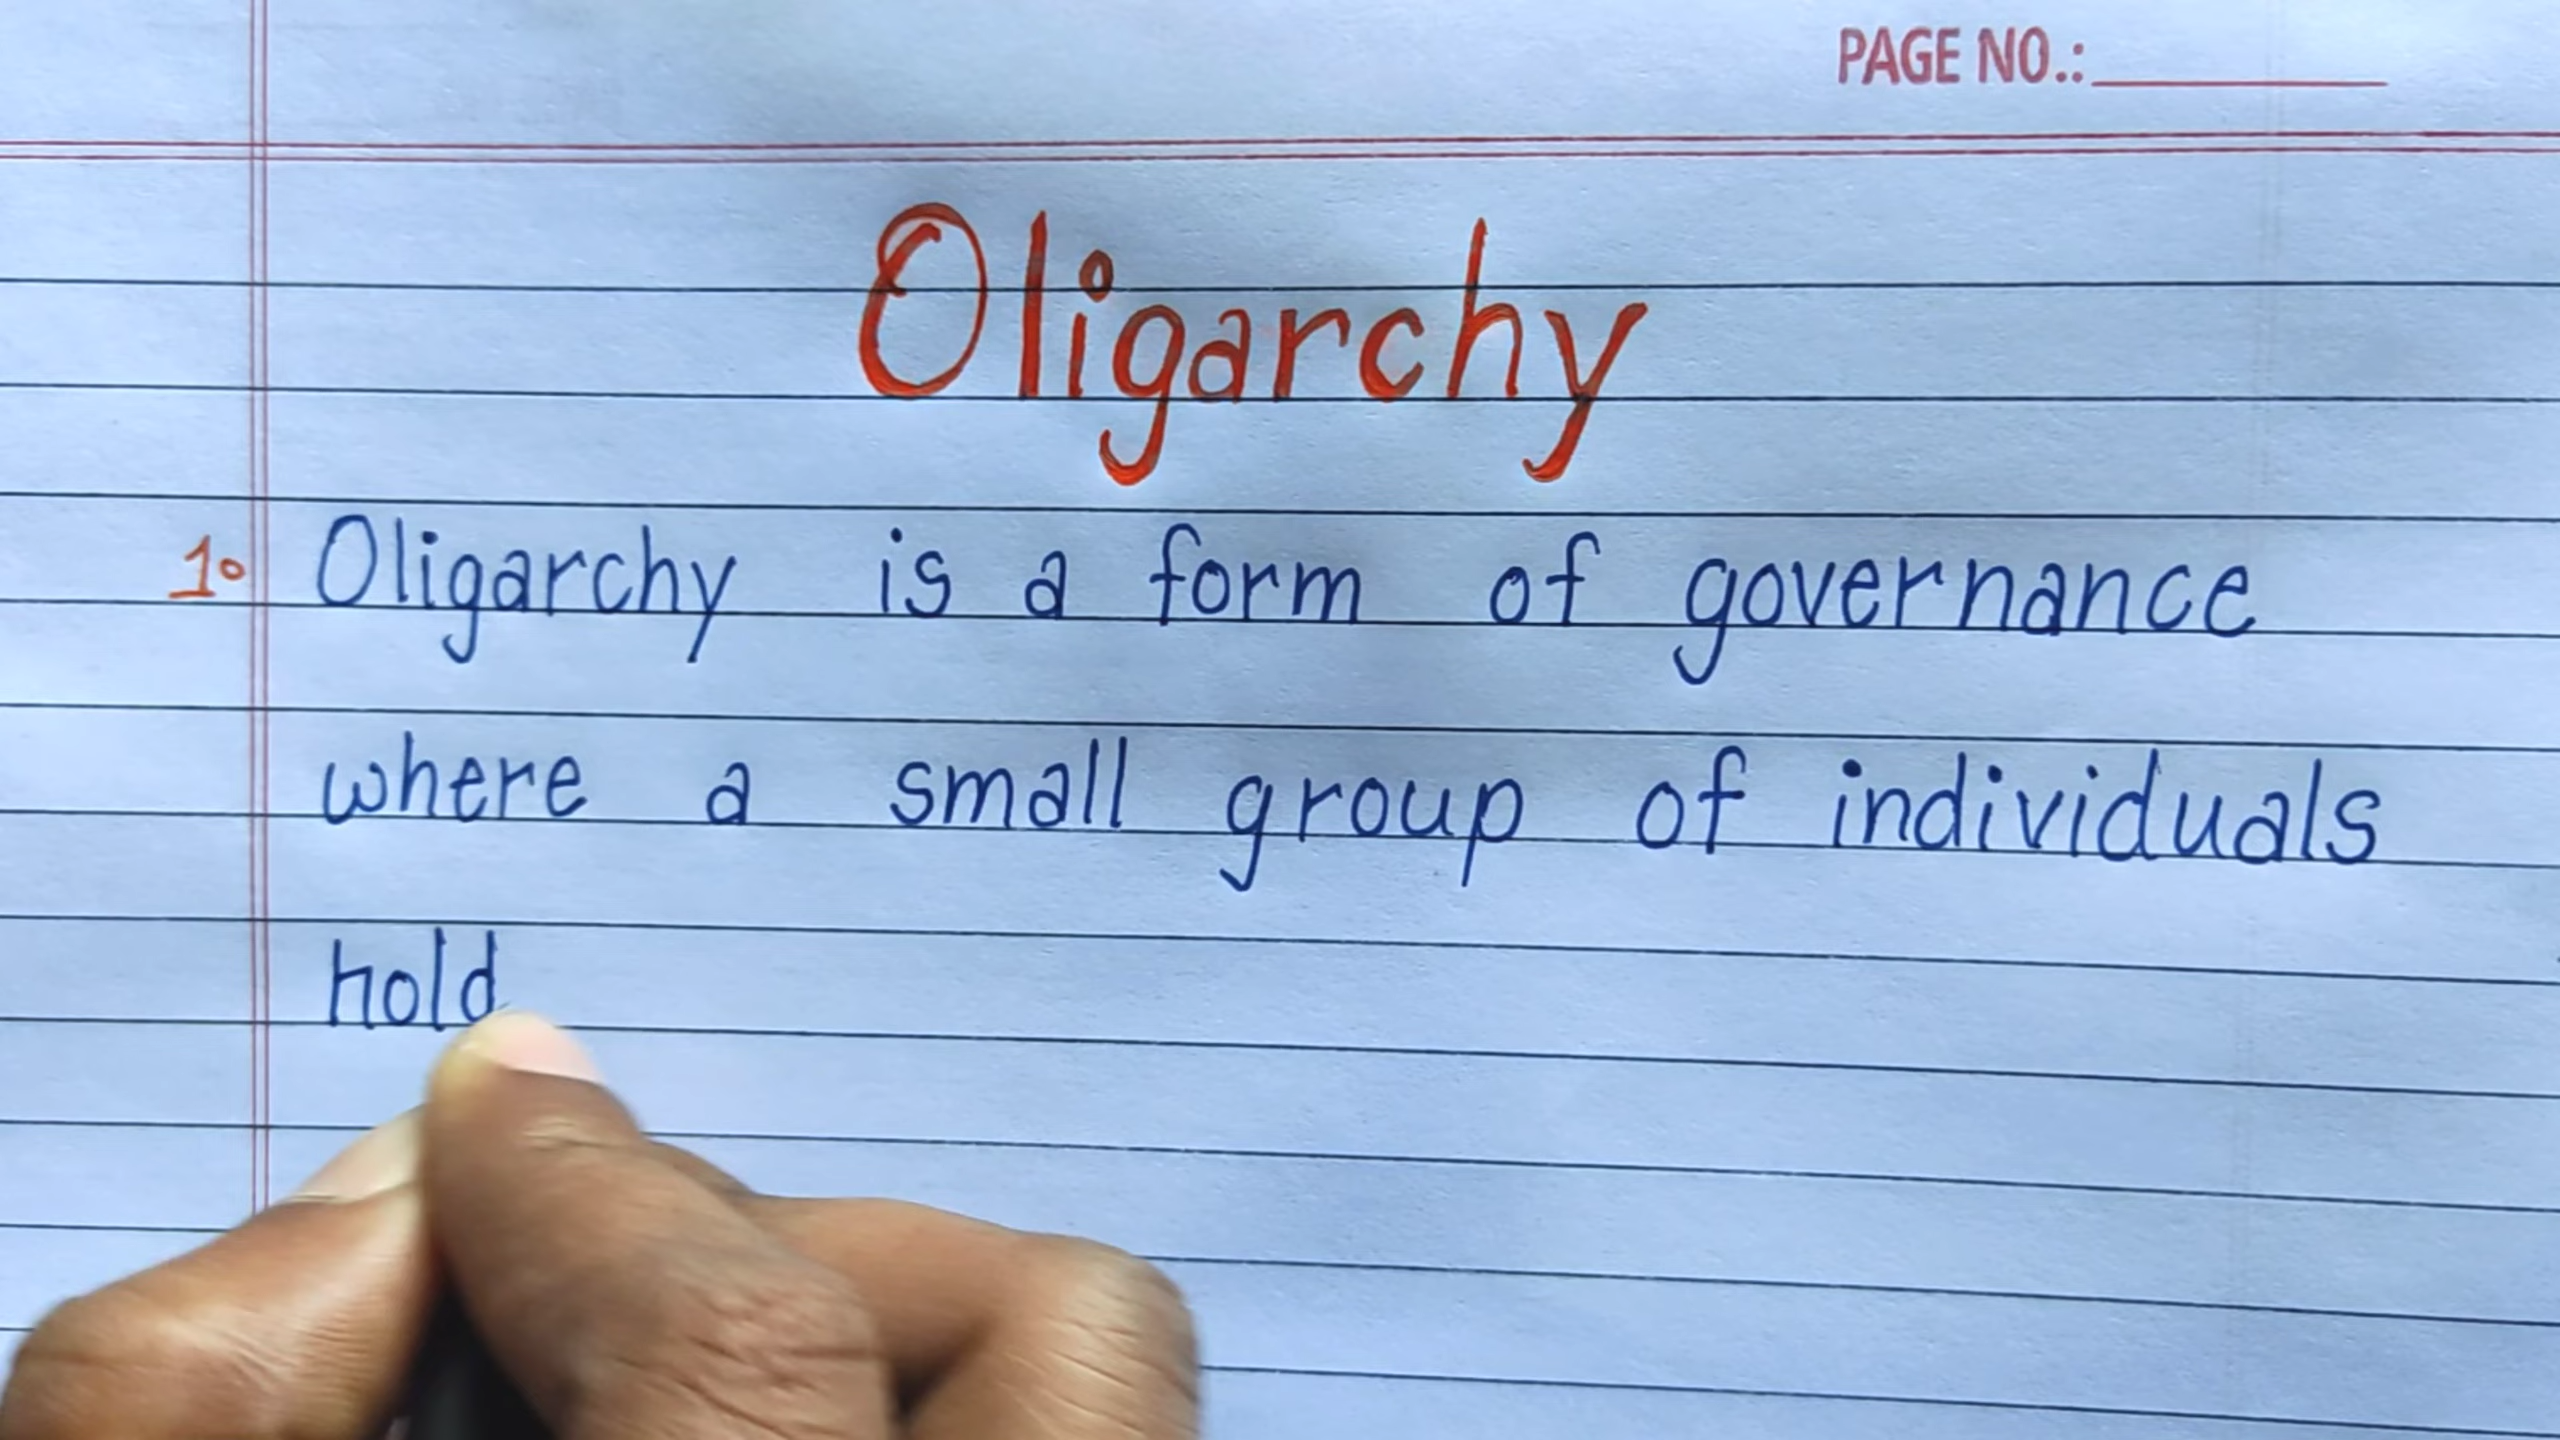 PAGE NO.:
Oligarchy
1. Oligarchy is a form of governance
where a small group of individuals
hold